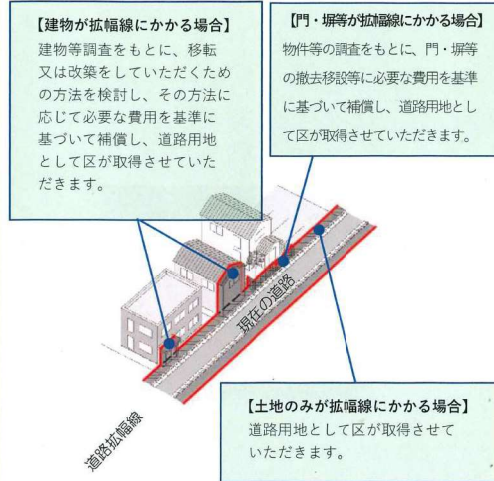 【建物が拡幅線にかかる場合】
建物等調査をもとに、移転
又は改築をしていただくため
の方法を検討し、その方法に
応じて必要な費用を基準に
基づいて補償し、道路用地
として区が取得させていた
だきます。
【門・塀等が拡幅線にかかる場合】
物件等の調査をもとに、門・塀等
の撤去移設等に必要な費用を基準
に基づいて補償し、道路用地とし
て区が取得させていただきます。
現在の道路
道路拡幅線
【土地のみが拡幅線にかかる場合】
道路用地として区が取得させて
いただきます。